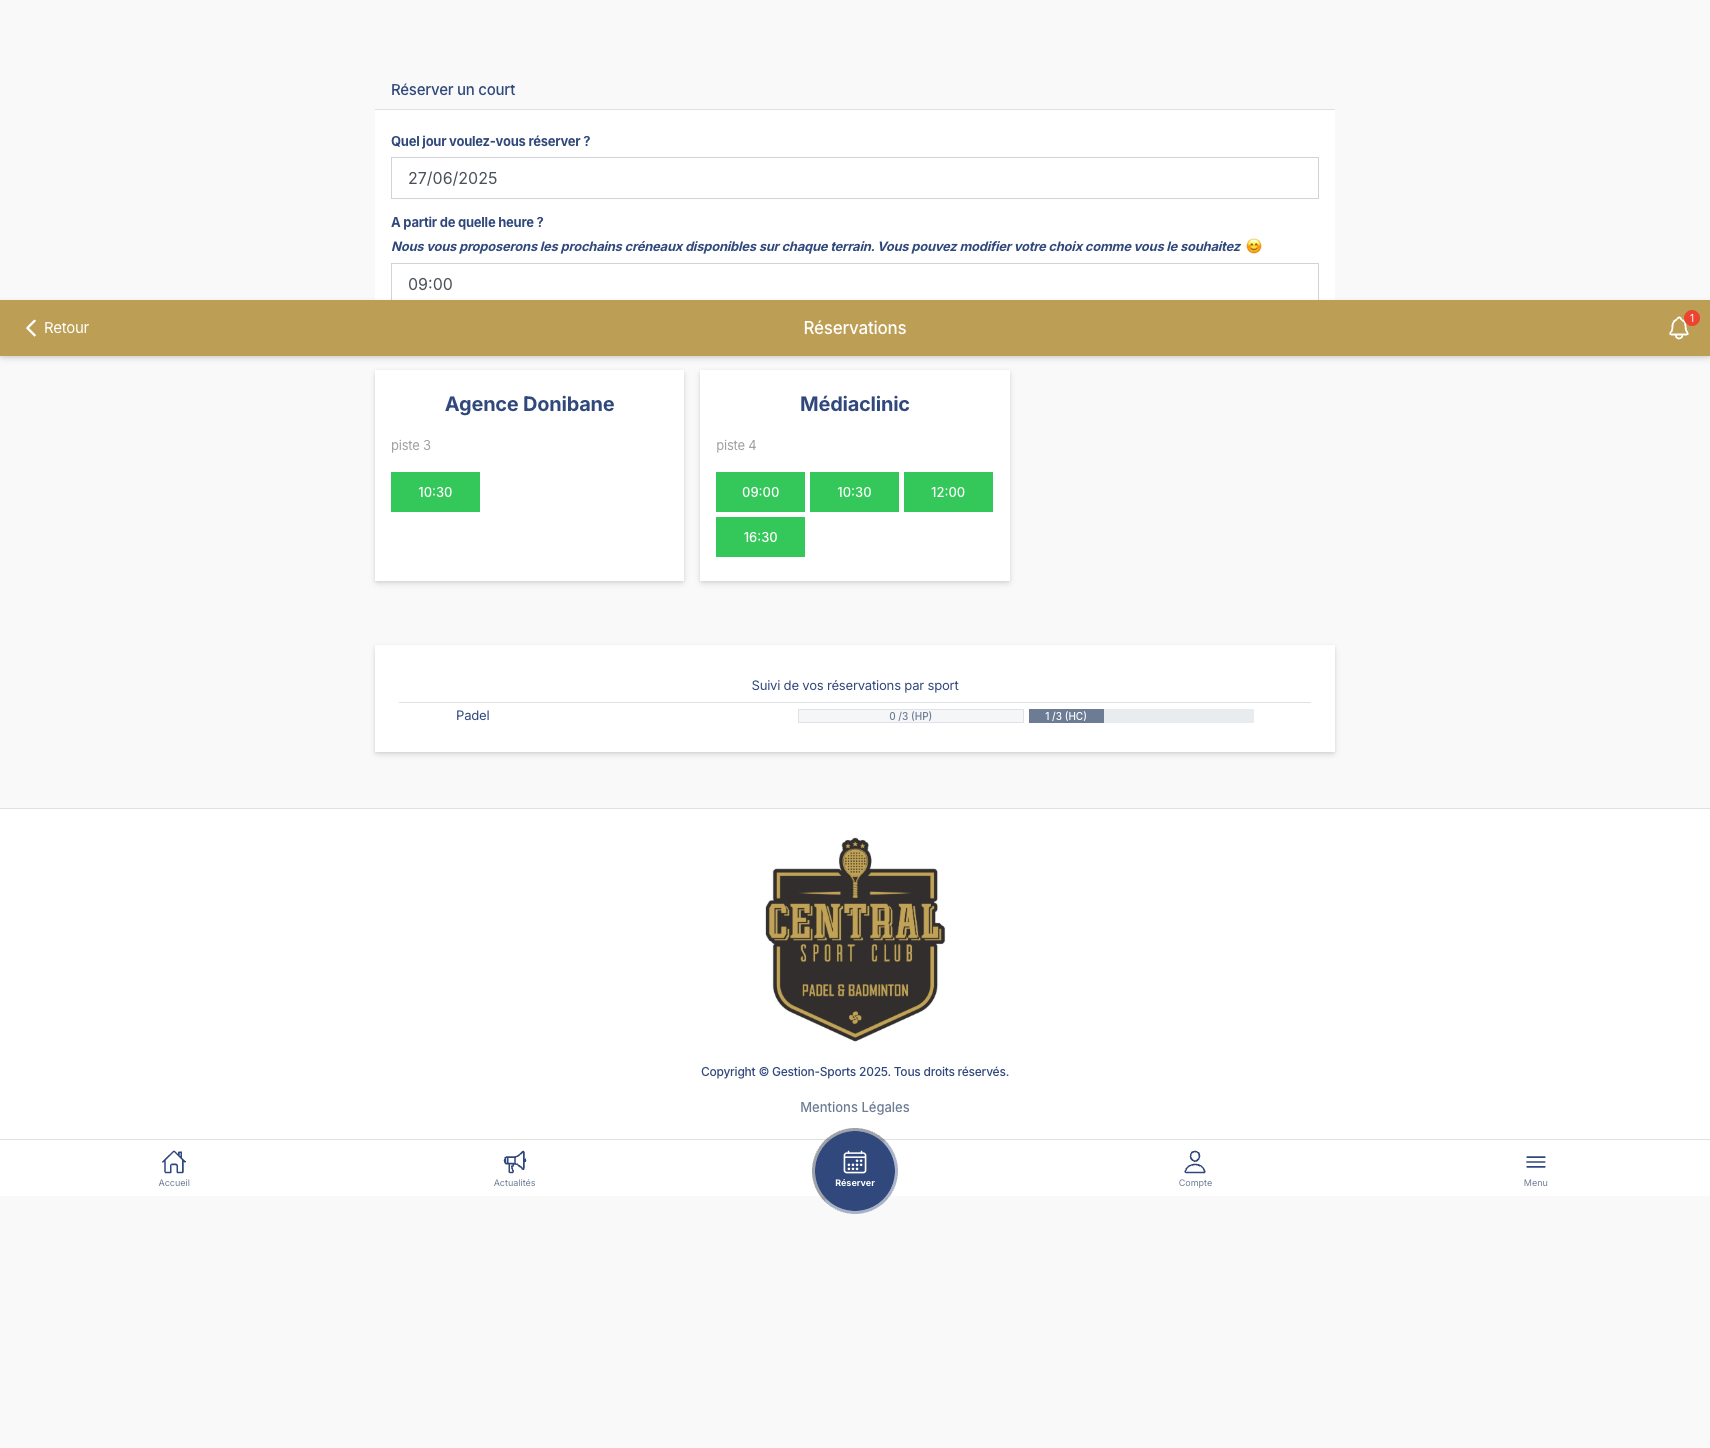 Réserver un court
Quel jour voulez-vous réserver ?
27/06/2025
A partir de quelle heure ?
Nous vous proposerons les prochains créneaux disponibles sur chaque terrain. Vous pouvez modifier votre choix comme vous le souhaitez 😊
09:00
Retour
Réservations
1
Agence Donibane
piste 3
10:30
Médiaclinic
piste 4
09:00 10:30 12:00
16:30
Suivi de vos réservations par sport
Padel 0 /3 (HP) 1 /3 (HC)
CENTRAL
SPORT CLUB
PADEL & BADMINTON
Copyright © Gestion-Sports 2025. Tous droits réservés.
Mentions Légales
Accueil
Actualités
Réserver
Compte
Menu